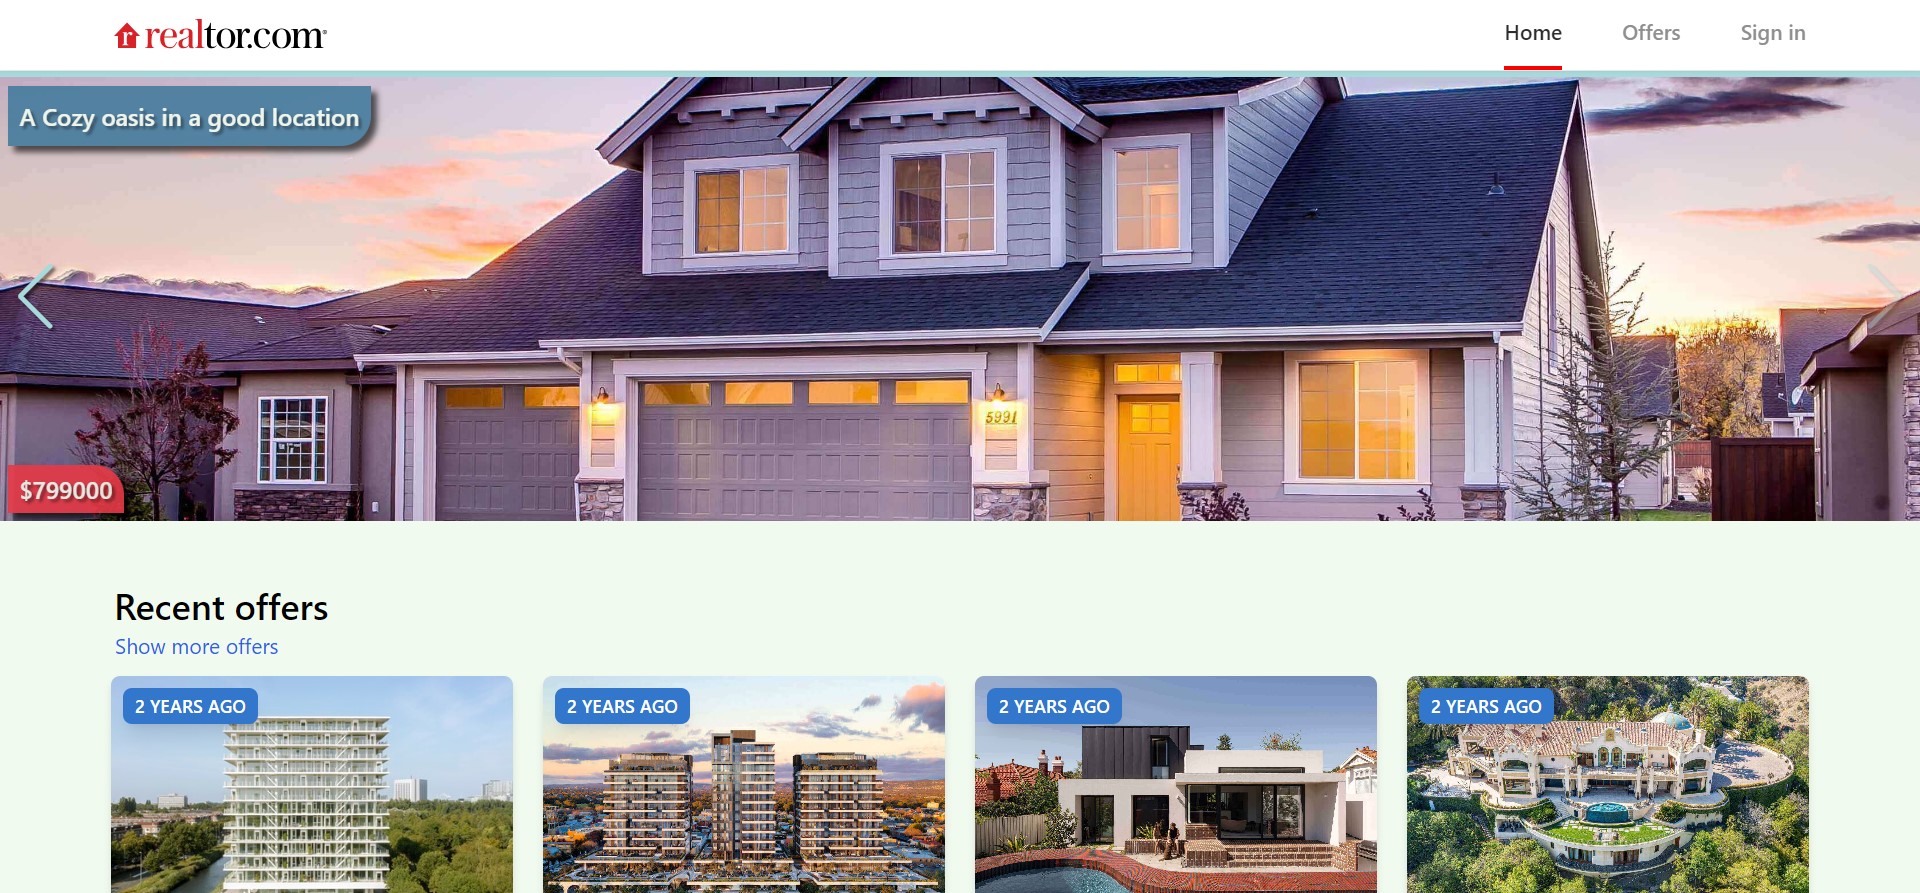 realtor.com®
Home
Offers
Sign in
A Cozy oasis in a good location
5991
$799000
Recent offers
Show more offers
2 YEARS AGO
2 YEARS AGO
2 YEARS AGO
2 YEARS AGO